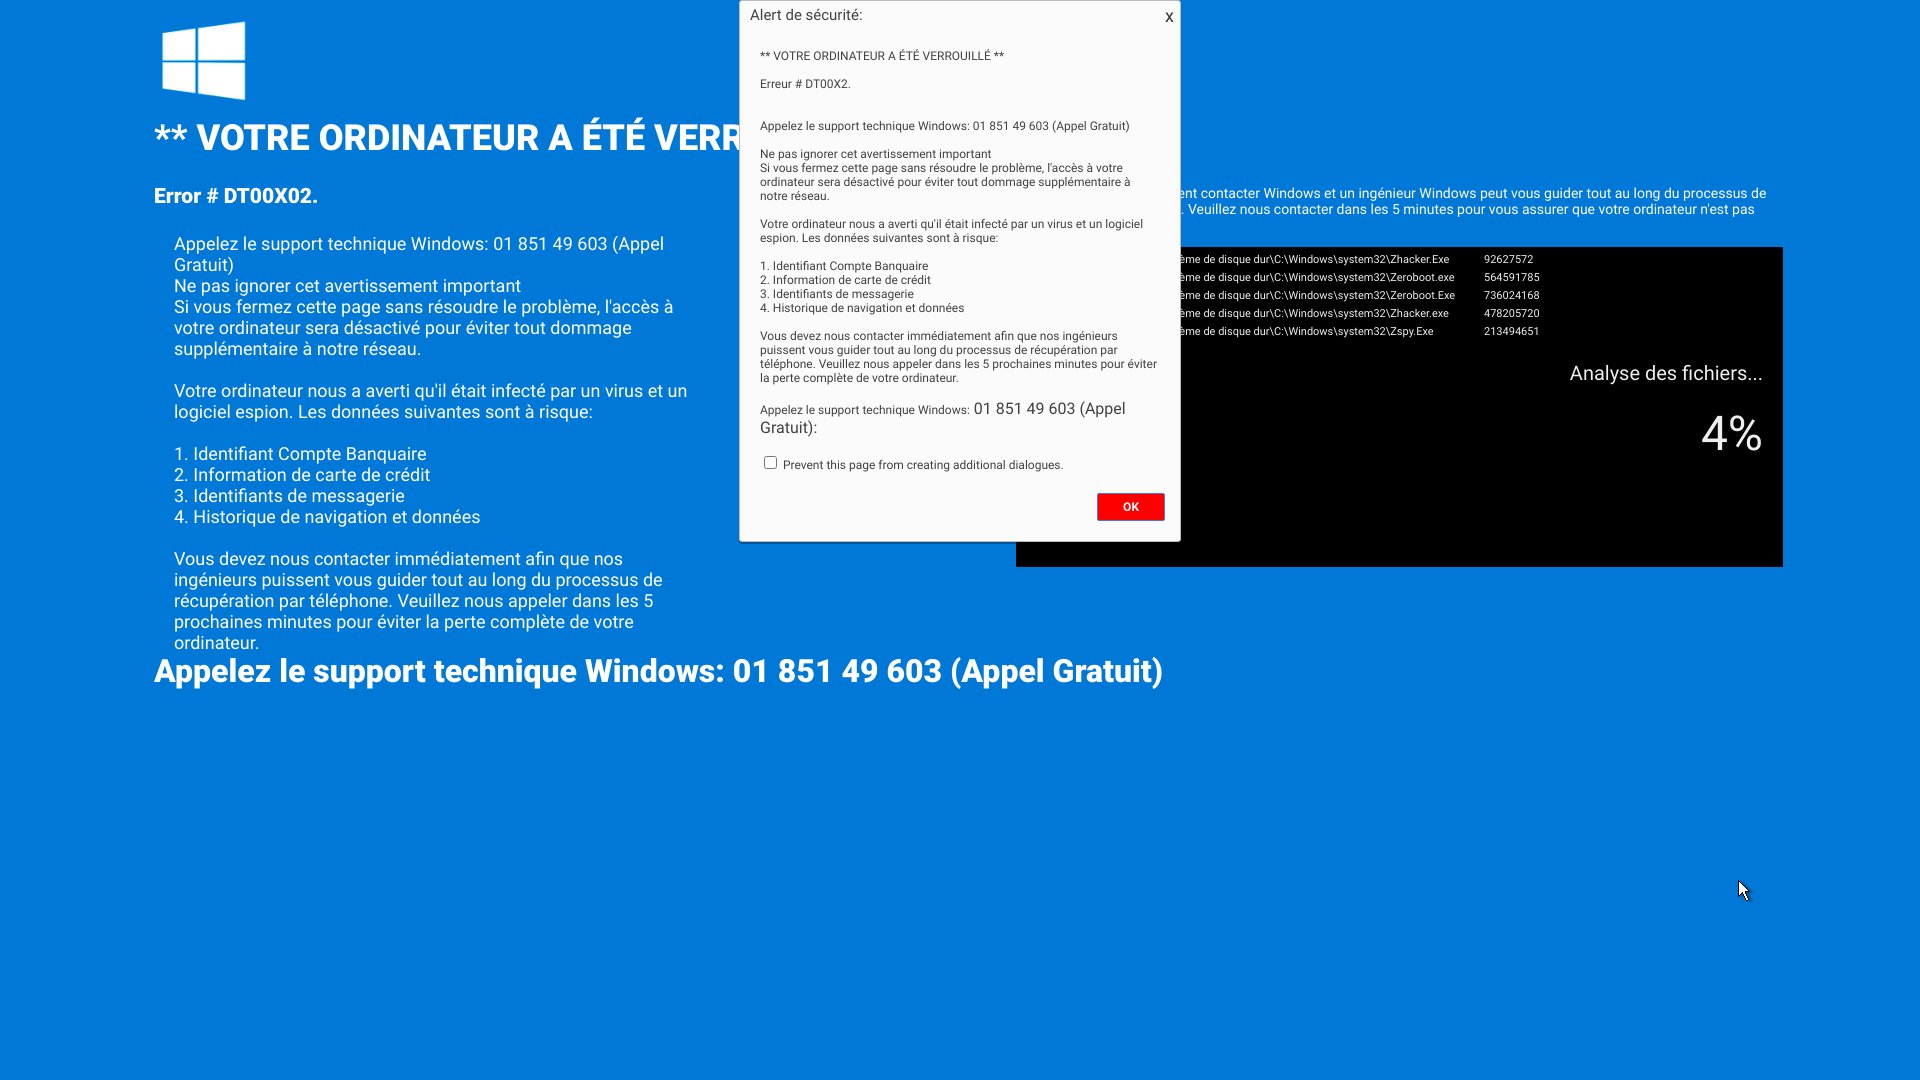 ** VOTRE ORDINATEUR A ÉTÉ VERR
Error # DT00X02.
Appelez le support technique Windows: 01 851 49 603 (Appel
Gratuit)
Ne pas ignorer cet avertissement important
Si vous fermez cette page sans résoudre le problème, l'accès à
votre ordinateur sera désactivé pour éviter tout dommage
supplémentaire à notre réseau.
Votre ordinateur nous a averti qu'il était infecté par un virus et un
logiciel espion. Les données suivantes sont à risque:
1. Identifiant Compte Banquaire
2. Information de carte de crédit
3. Identifiants de messagerie
4. Historique de navigation et données
Vous devez nous contacter immédiatement afin que nos
ingénieurs puissent vous guider tout au long du processus de
récupération par téléphone. Veuillez nous appeler dans les 5
prochaines minutes pour éviter la perte complète de votre
ordinateur.
Appelez le support technique Windows: 01 851 49 603 (Appel Gratuit)
Alert de sécurité:
x
** VOTRE ORDINATEUR A ÉTÉ VERROUILLÉ **
Erreur # DT00X2.
Appelez le support technique Windows: 01 851 49 603 (Appel Gratuit)
Ne pas ignorer cet avertissement important
Si vous fermez cette page sans résoudre le problème, l'accès à votre
ordinateur sera désactivé pour éviter tout dommage supplémentaire à
notre réseau.
Votre ordinateur nous a averti qu'il était infecté par un virus et un logiciel
espion. Les données suivantes sont à risque:
1. Identifiant Compte Banquaire
2. Information de carte de crédit
3. Identifiants de messagerie
4. Historique de navigation et données
Vous devez nous contacter immédiatement afin que nos ingénieurs
puissent vous guider tout au long du processus de récupération par
téléphone. Veuillez nous appeler dans les 5 prochaines minutes pour éviter
la perte complète de votre ordinateur.
Appelez le support technique Windows: 01 851 49 603 (Appel
Gratuit):
Prevent this page from creating additional dialogues.
OK
ent contacter Windows et un ingénieur Windows peut vous guider tout au long du processus de
. Veuillez nous contacter dans les 5 minutes pour vous assurer que votre ordinateur n'est pas
ème de disque dur\C:\Windows\system32\Zhacker.Exe 92627572
ème de disque dur\C:\Windows\system32\Zeroboot.exe 564591785
ème de disque dur\C:\Windows\system32\Zeroboot.Exe 736024168
ème de disque dur\C:\Windows\system32\Zhacker.exe 478205720
ème de disque dur\C:\Windows\system32\Zspy.Exe 213494651
Analyse des fichiers...
4%